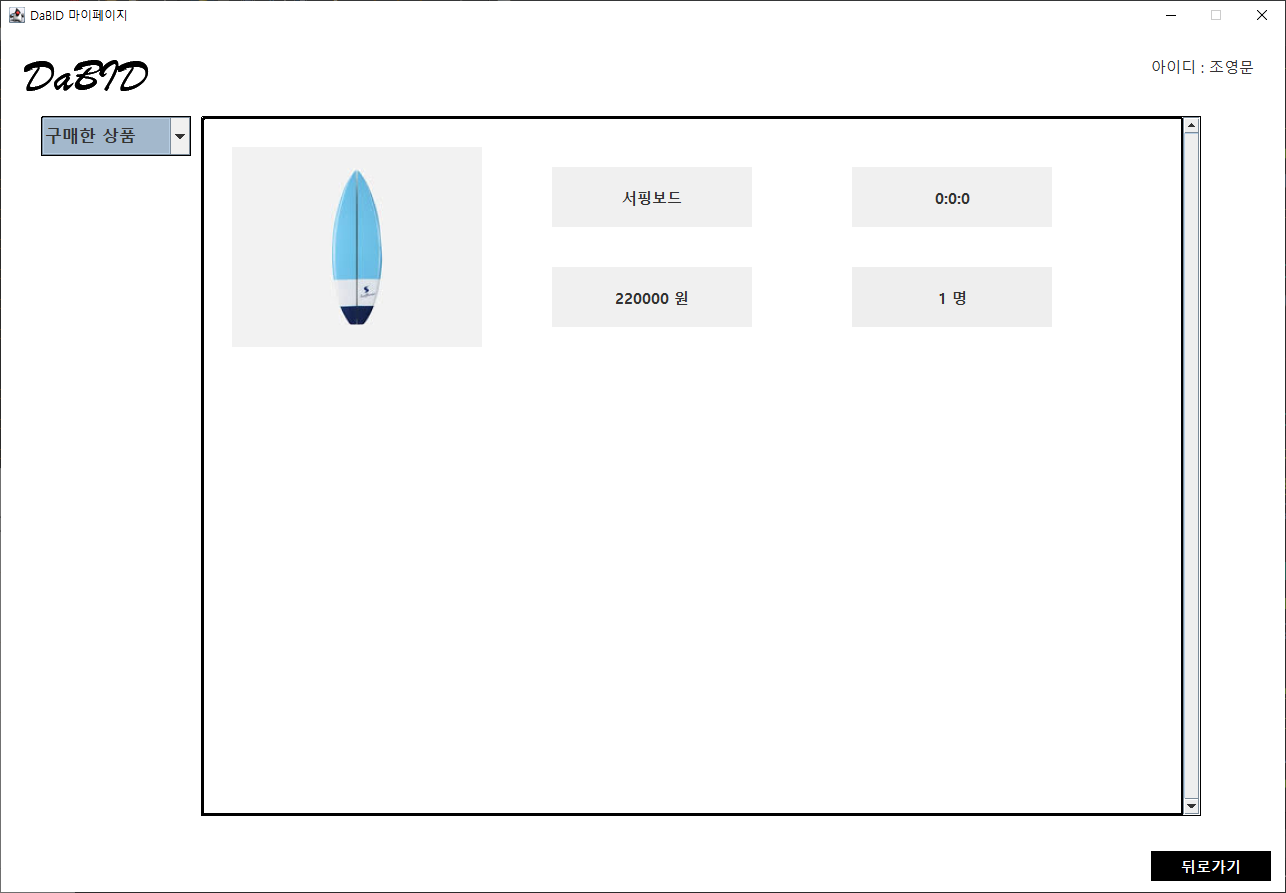 DaBID 마이페이지
DaBID
아이디 : 조영문
구매한 상품
서핑보드
0:0:0
220000 원
1 명
뒤로가기